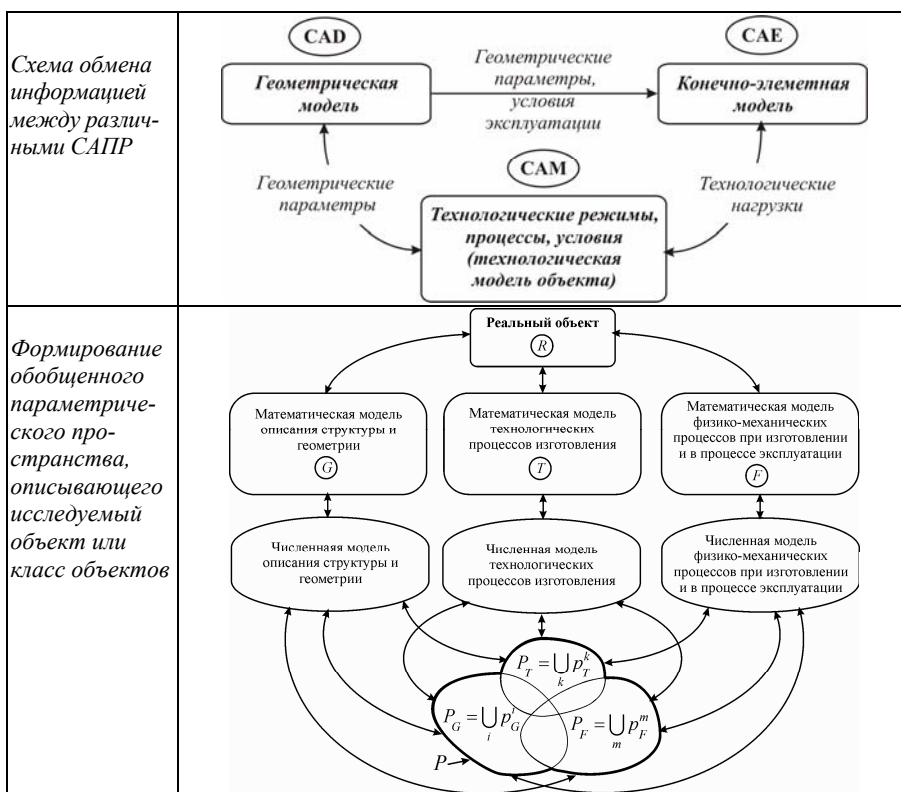 Схема обмена
информацией
между различ-
ными САПР
CAD
CAE
Геометрическая
модель
Геометрические
параметры,
условия
эксплуатации
Конечно-элеметная
модель
CAM
Геометрические
параметры
Технологические
нагрузки
Технологические режимы,
процессы, условия
(технологическая
модель объекта)
Формирование
обобщенного
параметриче-
ского про-
странства,
описывающего
исследуемый
объект или
класс объектов
Реальный объект
R
Математическая модель
описания структуры и
геометрии
G
Математическая модель
технологических
процессов изготовления
T
Математическая модель
физико-механических
процессов при изготовлении
и в процессе эксплуатации
F
Численная модель
описания структуры и
геометрии
Численная модель
технологических
процессов изготовления
Численная модель
физико-механических
процессов при изготовлении
и в процессе эксплуатации
P_T = ⋃_k p_T^k
P_G = ⋃_i p_G^i
P_F = ⋃_m p_F^m
P